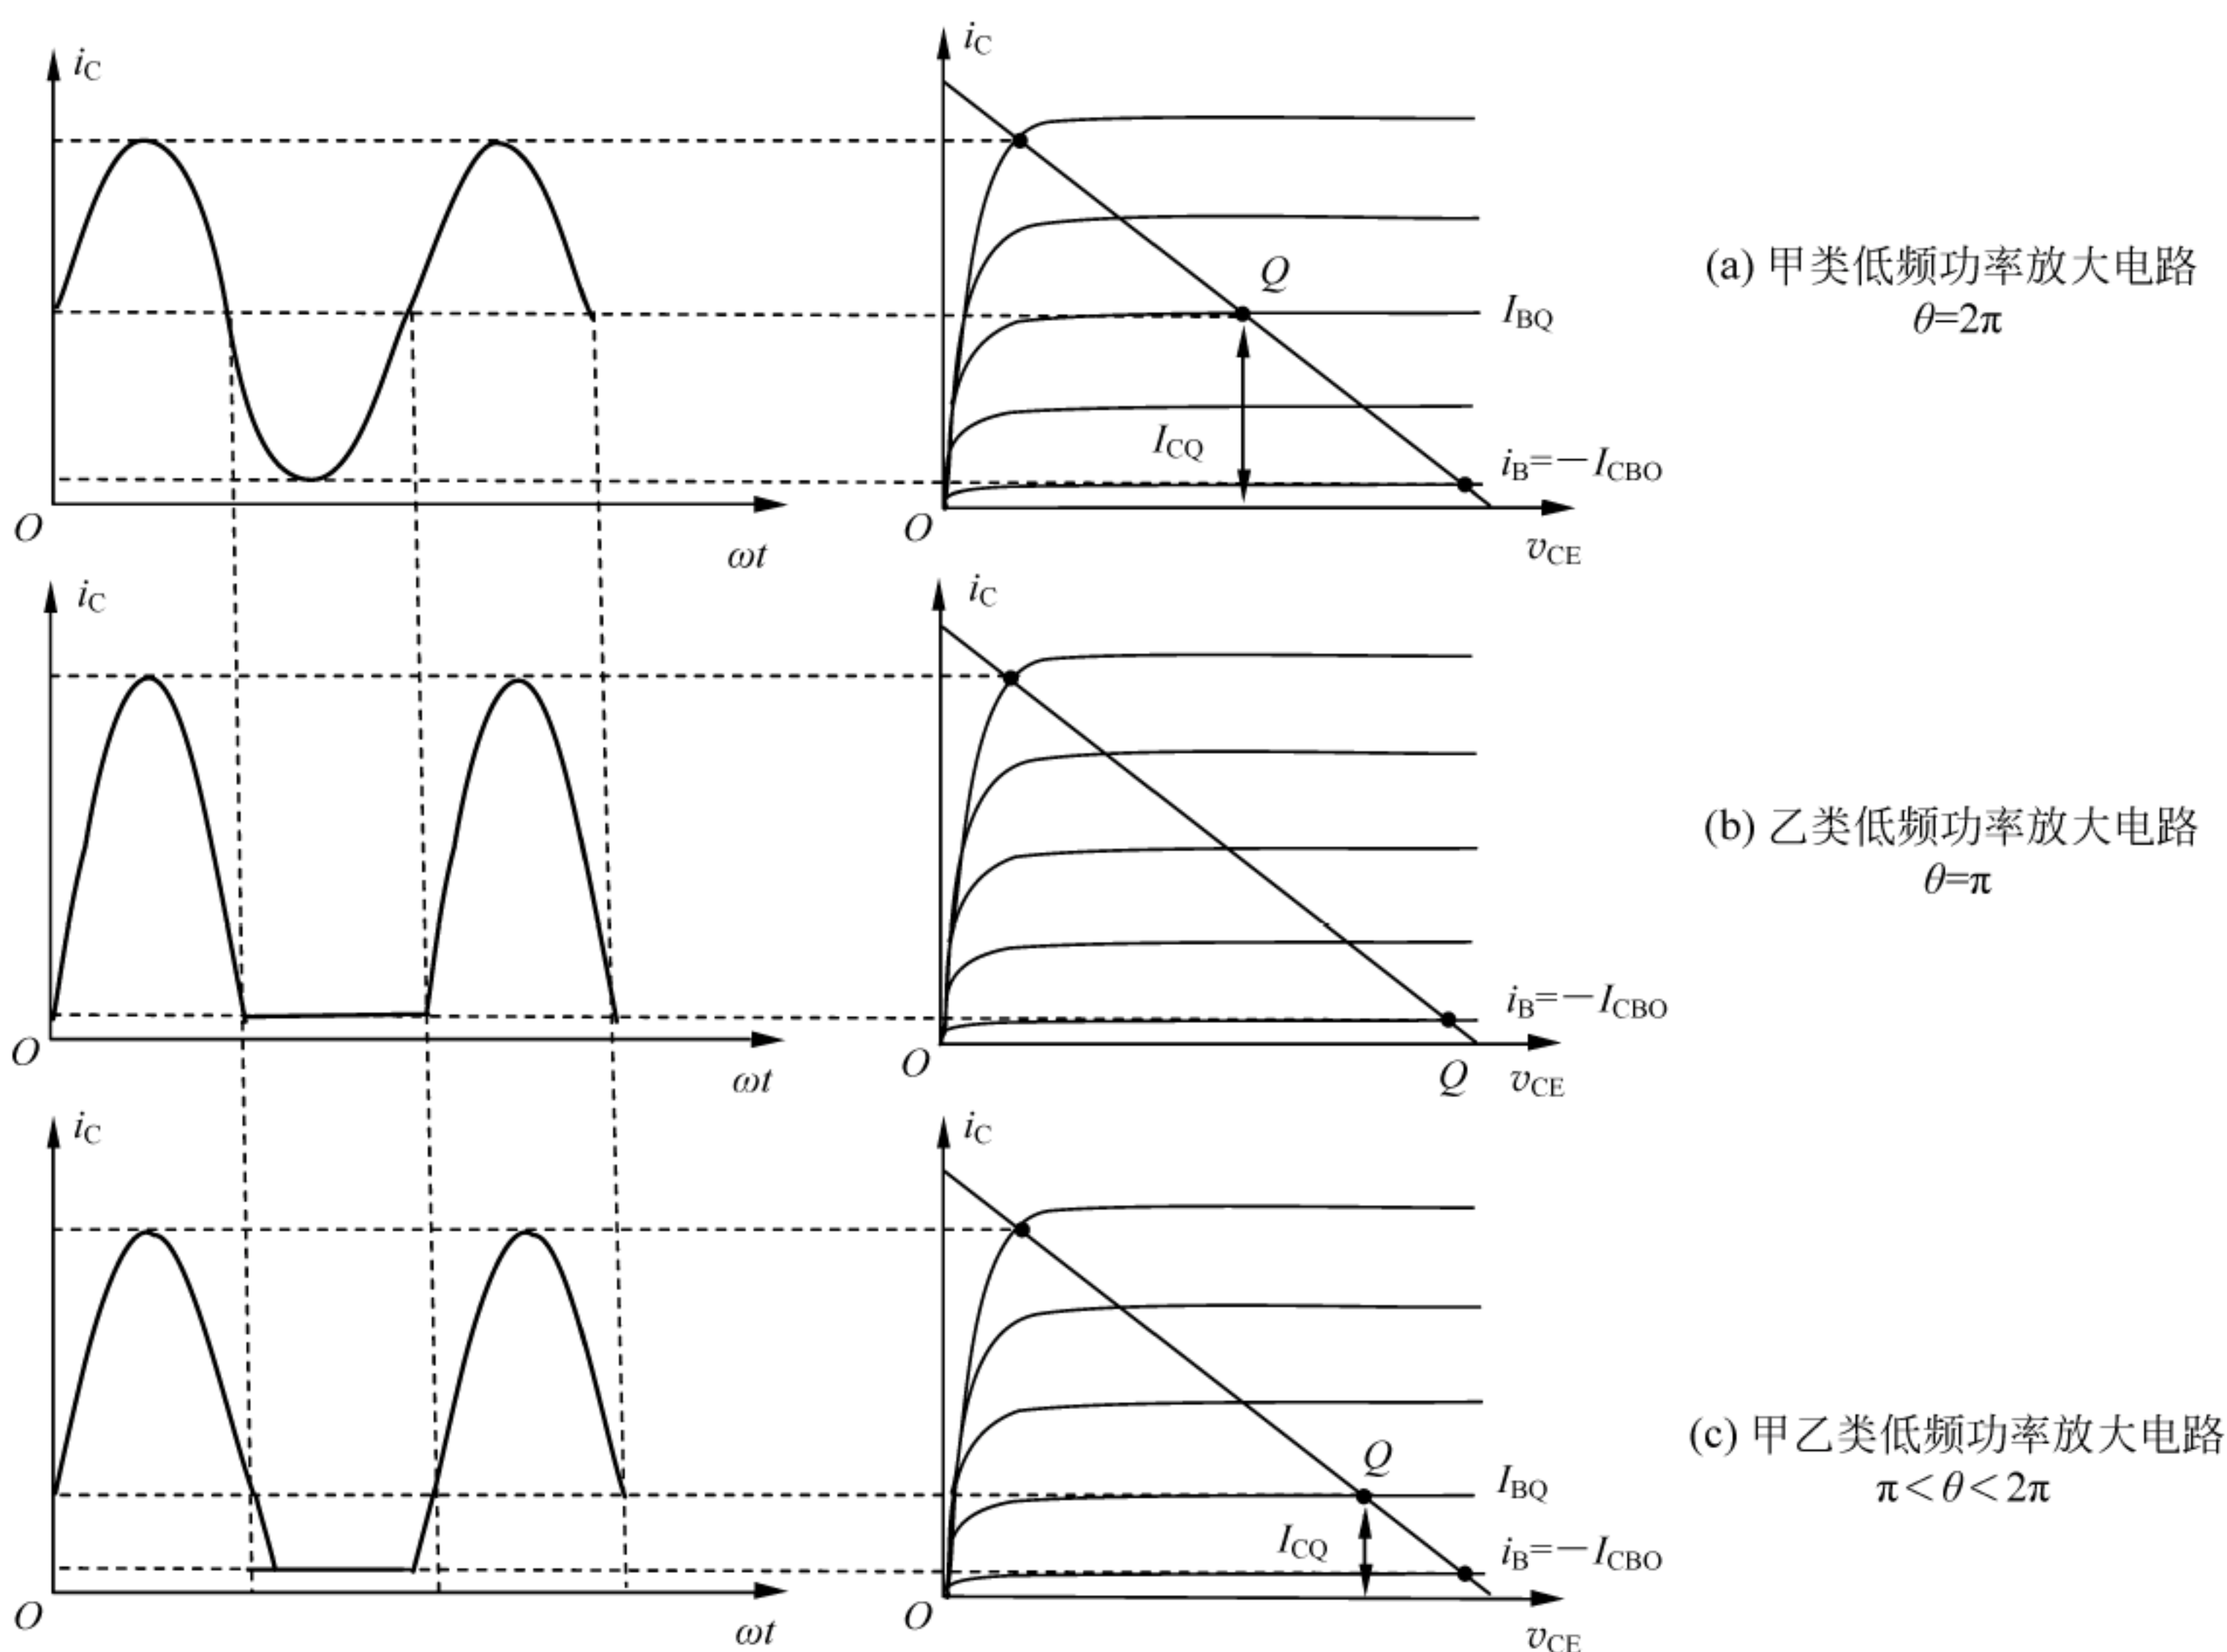 iC
iC
Q
IBQ
(a) 甲类低频功率放大电路
θ=2π
ICQ
iB=−ICBO
O
ωt
O
vCE
iC
iC
(b) 乙类低频功率放大电路
θ=π
iB=−ICBO
O
ωt
O
Q
vCE
iC
iC
(c) 甲乙类低频功率放大电路
π<θ<2π
Q
IBQ
ICQ
iB=−ICBO
O
ωt
O
vCE